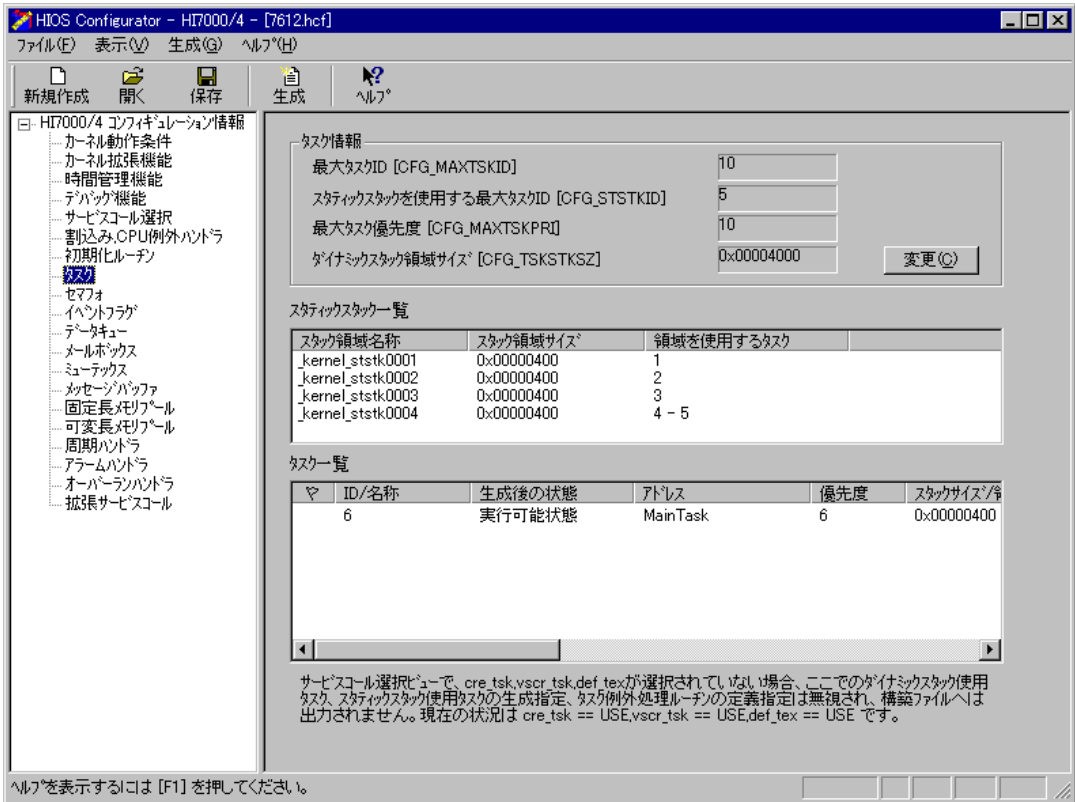 HIOS Configurator - HI7000/4 - [7612.hcf]
ファイル(F) 表示(V) 生成(G) ヘルプ(H)
新規作成 開く 保存 生成 ヘルプ
HI7000/4 コンフィギュレーション情報
カーネル動作条件
カーネル拡張機能
時間管理機能
デバッグ機能
サービスコール選択
割込み,CPU例外ハンドラ
初期化ルーチン
タスク
セマフォ
イベントフラグ
データキュー
メールボックス
ミューテックス
メッセージバッファ
固定長メモリプール
可変長メモリプール
周期ハンドラ
アラームハンドラ
オーバーランハンドラ
拡張サービスコール
タスク情報
最大タスクID [CFG_MAXTSKID] 10
スタティックスタックを使用する最大タスクID [CFG_STSTKID] 5
最大タスク優先度 [CFG_MAXTSKPRI] 10
ダイナミックスタック領域サイズ [CFG_TSKSTKSZ] 0x00004000 変更(C)
スタティックスタック一覧
スタック領域名称 スタック領域サイズ 領域を使用するタスク
_kernel_ststk0001 0x00000400 1
_kernel_ststk0002 0x00000400 2
_kernel_ststk0003 0x00000400 3
_kernel_ststk0004 0x00000400 4 - 5
タスク一覧
ID/名称 生成後の状態 アドレス 優先度 スタックサイズ/
6 実行可能状態 MainTask 6 0x00000400
サービスコール選択ビューで、cre_tsk,vscr_tsk,def_texが選択されていない場合、ここでのダイナミックスタック使用
タスク、スタティックスタック使用タスクの生成指定、タスク例外処理ルーチンの定義指定は無視され、構築ファイルへは
出力されません。現在の状況は cre_tsk == USE,vscr_tsk == USE,def_tex == USE です。
ヘルプを表示するには [F1] を押してください。